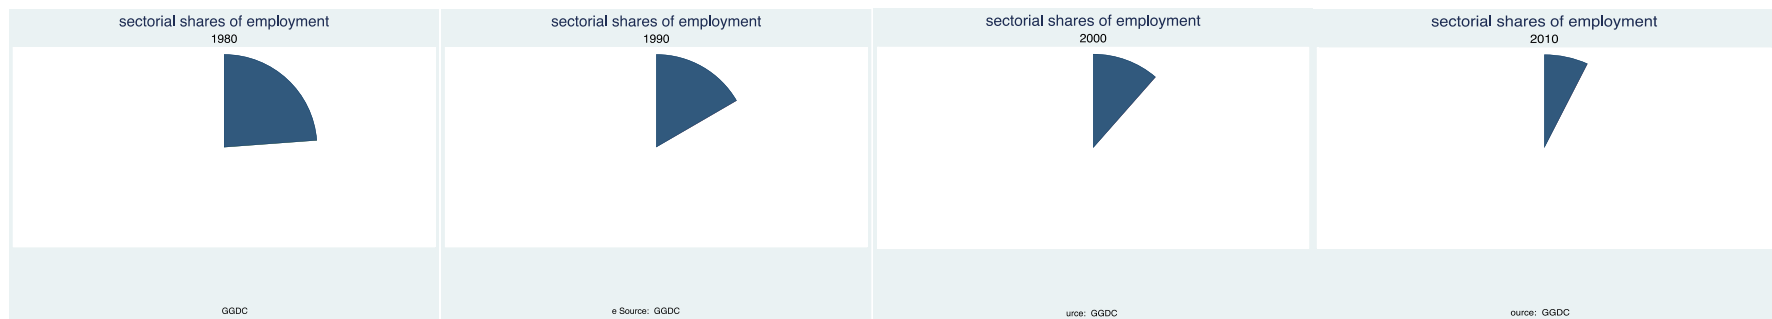 sectorial shares of employment
1980
GGDC
sectorial shares of employment
1990
e Source: GGDC
sectorial shares of employment
2000
urce: GGDC
sectorial shares of employment
2010
ource: GGDC